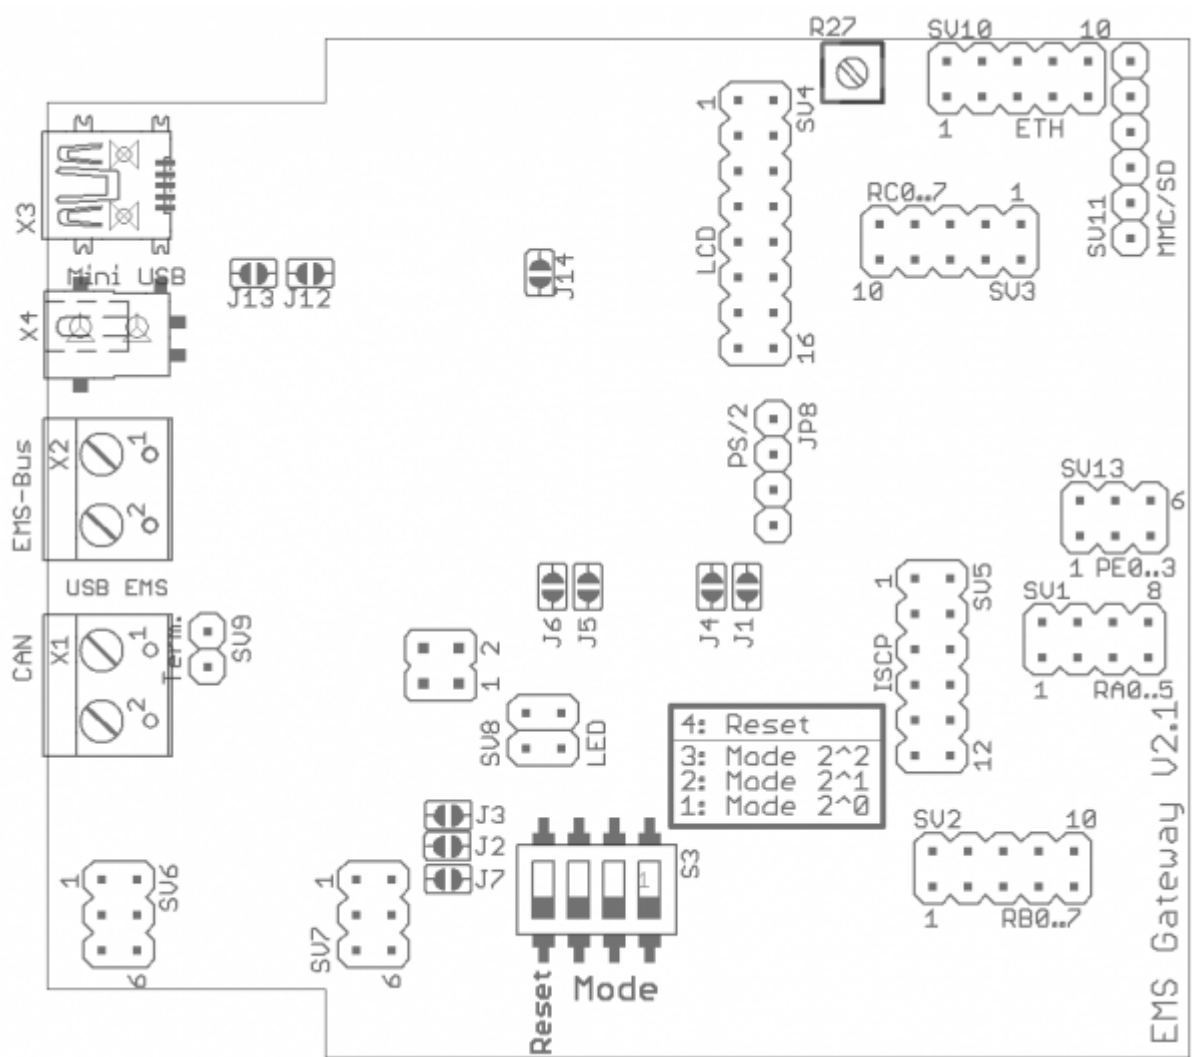 R27
SV10
10
1
ETH
1
SV4
LCD
16
RC0..7
1
10
SV3
SV11
MMC/SD
X3
Mini USB
J13
J12
J14
X4
PS/2
JP8
EMS-Bus
X2
1
2
SV13
6
1
PE0..3
USB EMS
J6
J5
J4
J1
1
SV5
ISCP
12
SV1
8
1
RA0..5
CAN
X1
1
2
Term.
SV9
2
1
SV8
LED
4: Reset
3: Mode 2^2
2: Mode 2^1
1: Mode 2^0
J3
J2
J7
S3
1
SV2
10
1
RB0..7
1
SV6
6
1
SV7
6
Reset
Mode
EMS Gateway V2.1